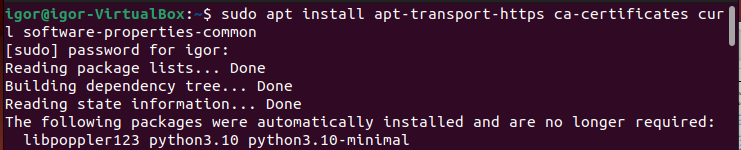 igor@igor-VirtualBox:~$ sudo apt install apt-transport-https ca-certificates cur
l software-properties-common
[sudo] password for igor:
Reading package lists... Done
Building dependency tree... Done
Reading state information... Done
The following packages were automatically installed and are no longer required:
  libpoppler123 python3.10 python3.10-minimal